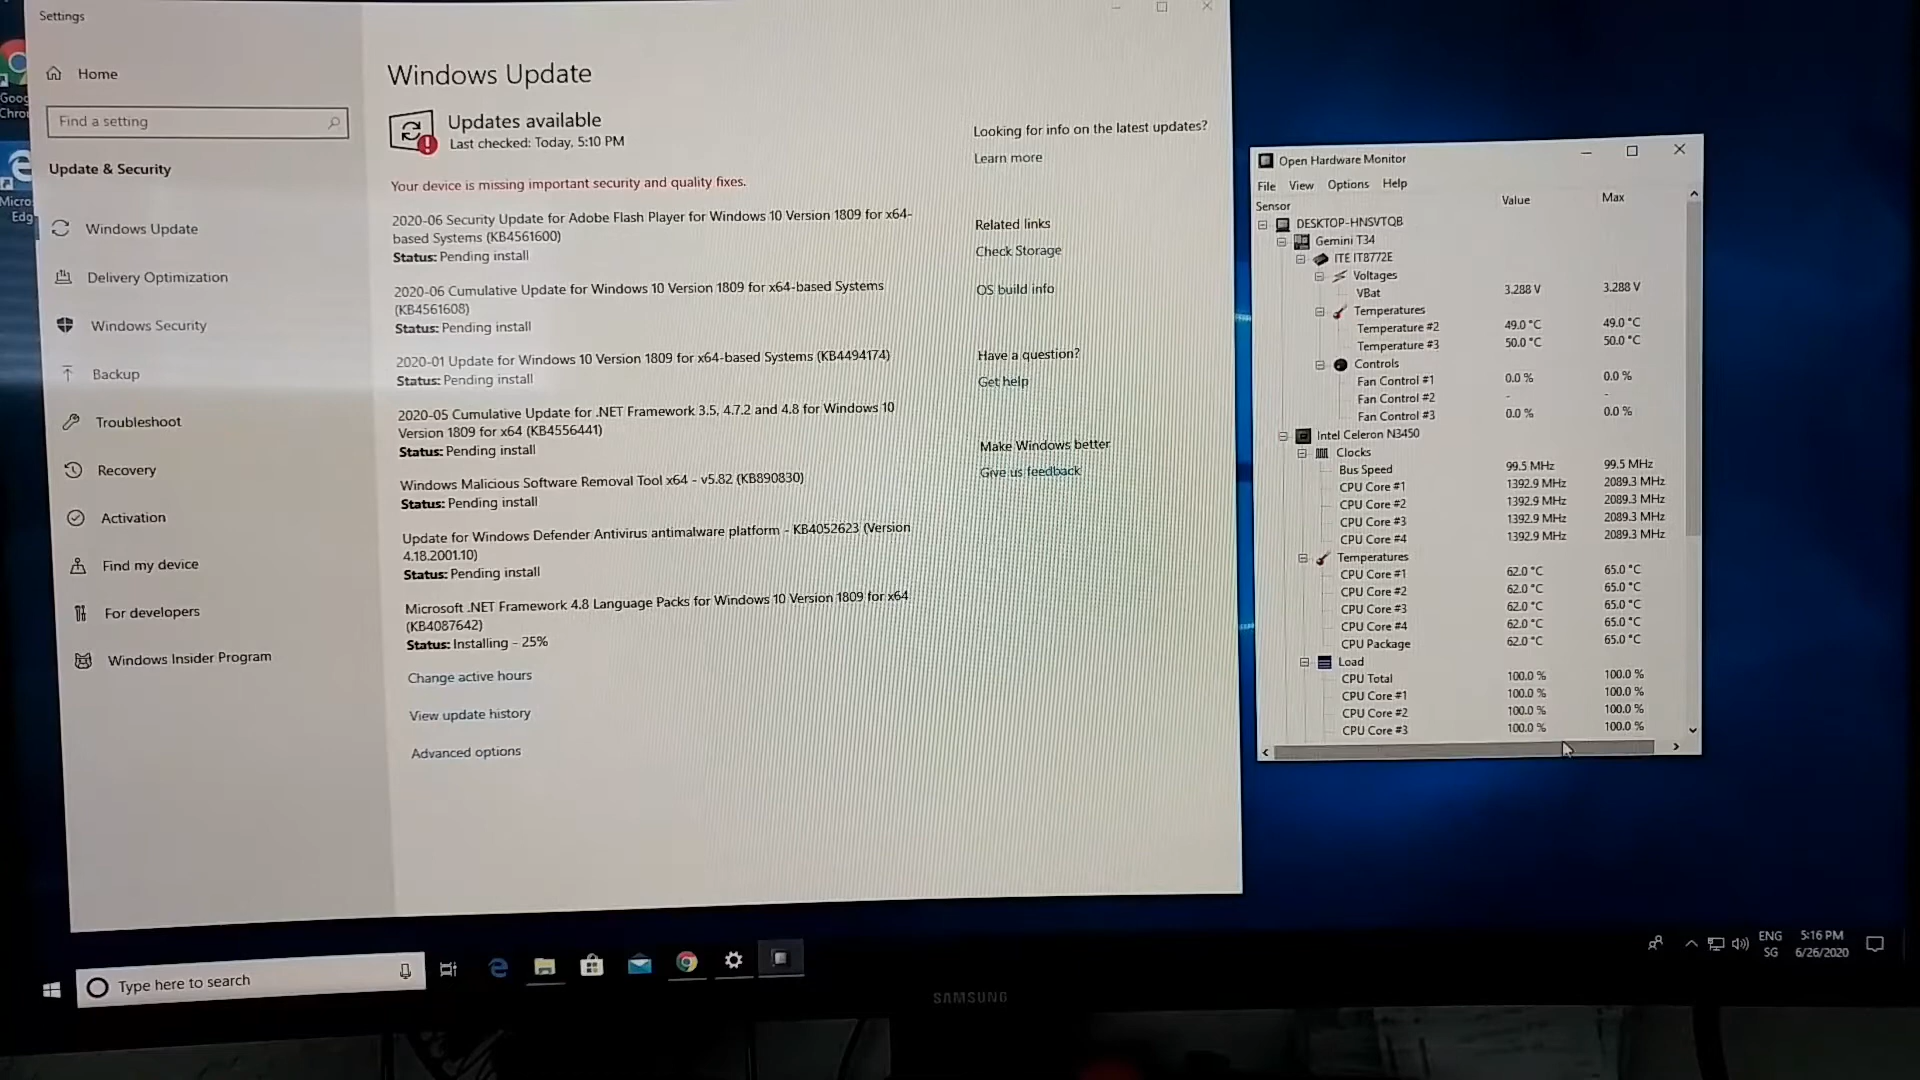 Settings
Goo
Chro
Micro
Edg
Home
Find a setting
Update & Security
Windows Update
Delivery Optimization
Windows Security
Backup
Troubleshoot
Recovery
Activation
Find my device
For developers
Windows Insider Program
Windows Update
Updates available
Last checked: Today, 5:10 PM
Your device is missing important security and quality fixes.
2020-06 Security Update for Adobe Flash Player for Windows 10 Version 1809 for x64-
based Systems (KB4561600)
Status: Pending install
2020-06 Cumulative Update for Windows 10 Version 1809 for x64-based Systems
(KB4561608)
Status: Pending install
2020-01 Update for Windows 10 Version 1809 for x64-based Systems (KB4494174)
Status: Pending install
2020-05 Cumulative Update for .NET Framework 3.5, 4.7.2 and 4.8 for Windows 10
Version 1809 for x64 (KB4556441)
Status: Pending install
Windows Malicious Software Removal Tool x64 - v5.82 (KB890830)
Status: Pending install
Update for Windows Defender Antivirus antimalware platform - KB4052623 (Version
4.18.2001.10)
Status: Pending install
Microsoft .NET Framework 4.8 Language Packs for Windows 10 Version 1809 for x64
(KB4087642)
Status: Installing - 25%
Change active hours
View update history
Advanced options
Looking for info on the latest updates?
Learn more
Related links
Check Storage
OS build info
Have a question?
Get help
Make Windows better
Give us feedback
Open Hardware Monitor
File View Options Help
Sensor Value Max
DESKTOP-HNSVTQB
Gemini T34
ITE IT8772E
Voltages
VBat 3.288 V 3.288 V
Temperatures
Temperature #2 49.0 °C 49.0 °C
Temperature #3 50.0 °C 50.0 °C
Controls
Fan Control #1 0.0 % 0.0 %
Fan Control #2 - -
Fan Control #3 0.0 % 0.0 %
Intel Celeron N3450
Clocks
Bus Speed 99.5 MHz 99.5 MHz
CPU Core #1 1392.9 MHz 2089.3 MHz
CPU Core #2 1392.9 MHz 2089.3 MHz
CPU Core #3 1392.9 MHz 2089.3 MHz
CPU Core #4 1392.9 MHz 2089.3 MHz
Temperatures
CPU Core #1 62.0 °C 65.0 °C
CPU Core #2 62.0 °C 65.0 °C
CPU Core #3 62.0 °C 65.0 °C
CPU Core #4 62.0 °C 65.0 °C
CPU Package 62.0 °C 65.0 °C
Load
CPU Total 100.0 % 100.0 %
CPU Core #1 100.0 % 100.0 %
CPU Core #2 100.0 % 100.0 %
CPU Core #3 100.0 % 100.0 %
Type here to search
ENG
SG
5:16 PM
6/26/2020
SAMSUNG